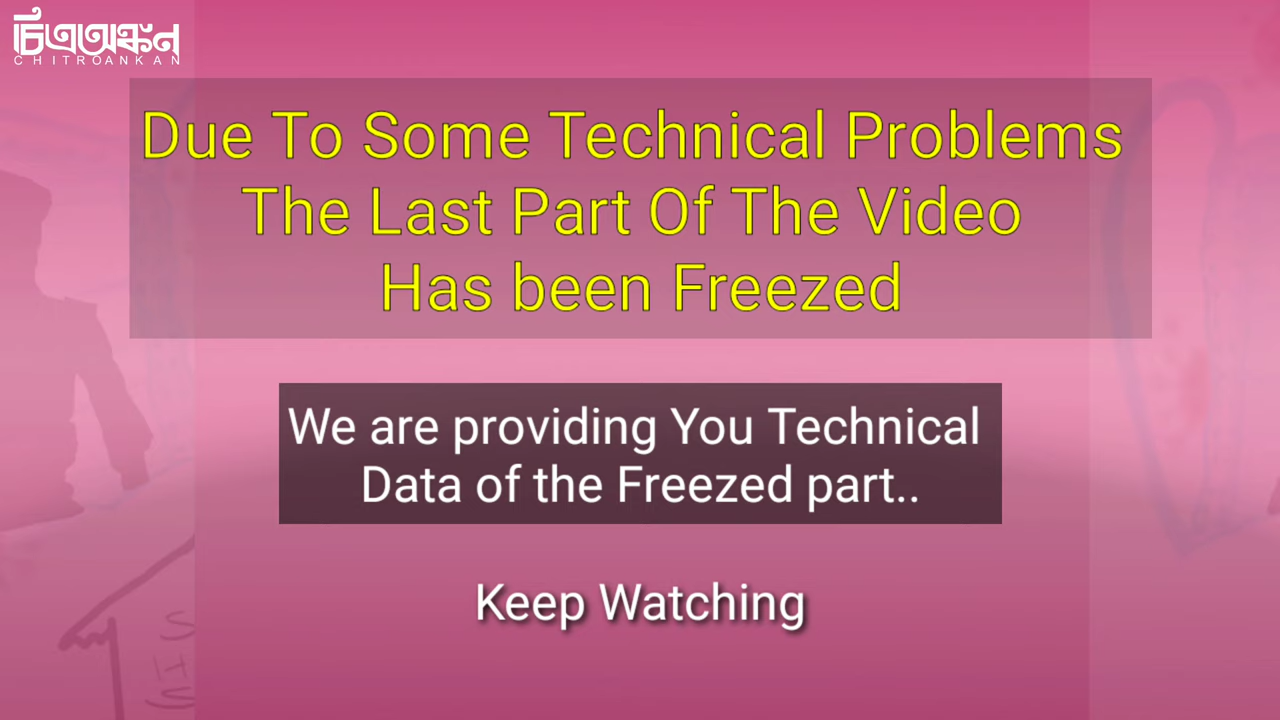 চিত্রঅঙ্কন
CHITROANKAN
Due To Some Technical Problems
The Last Part Of The Video
Has been Freezed
We are providing You Technical
Data of the Freezed part..
Keep Watching